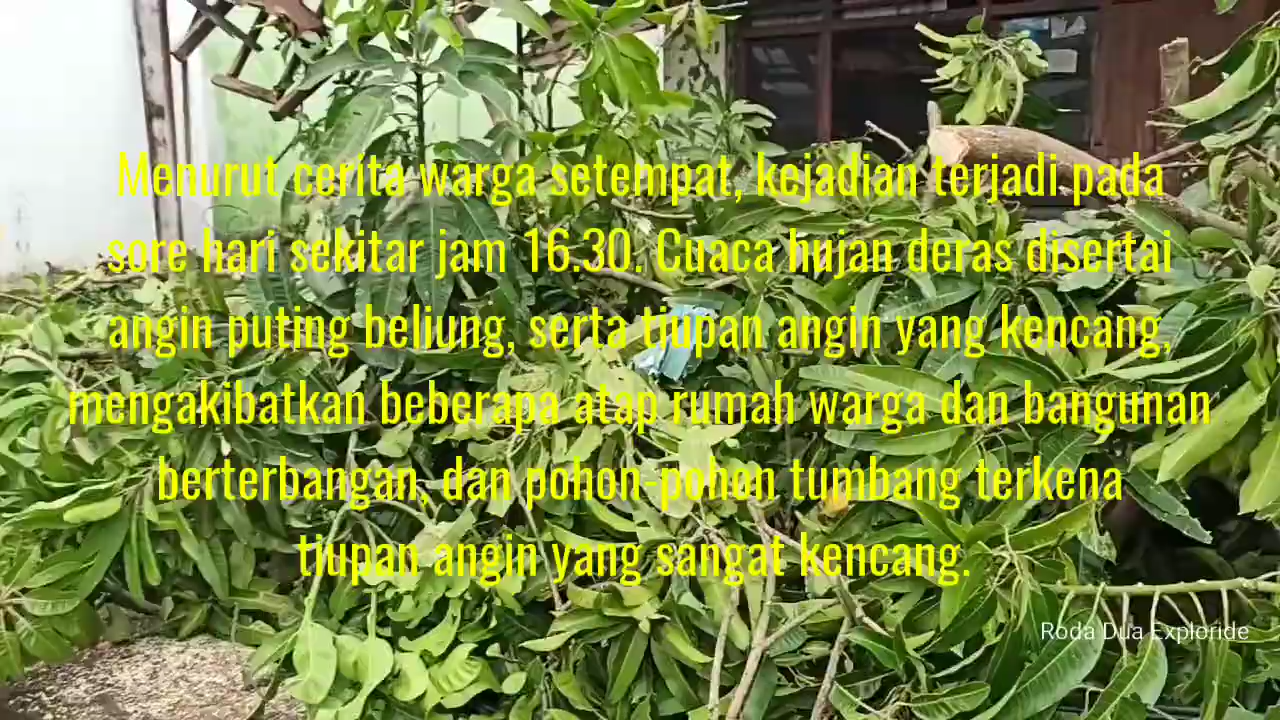 Menurut cerita warga setempat, kejadian terjadi pada
sore hari sekitar jam 16.30. Cuaca hujan deras disertai
angin puting beliung, serta tiupan angin yang kencang,
mengakibatkan beberapa atap rumah warga dan bangunan
berterbangan, dan pohon-pohon tumbang terkena
tiupan angin yang sangat kencang.
Roda Dua Exploride